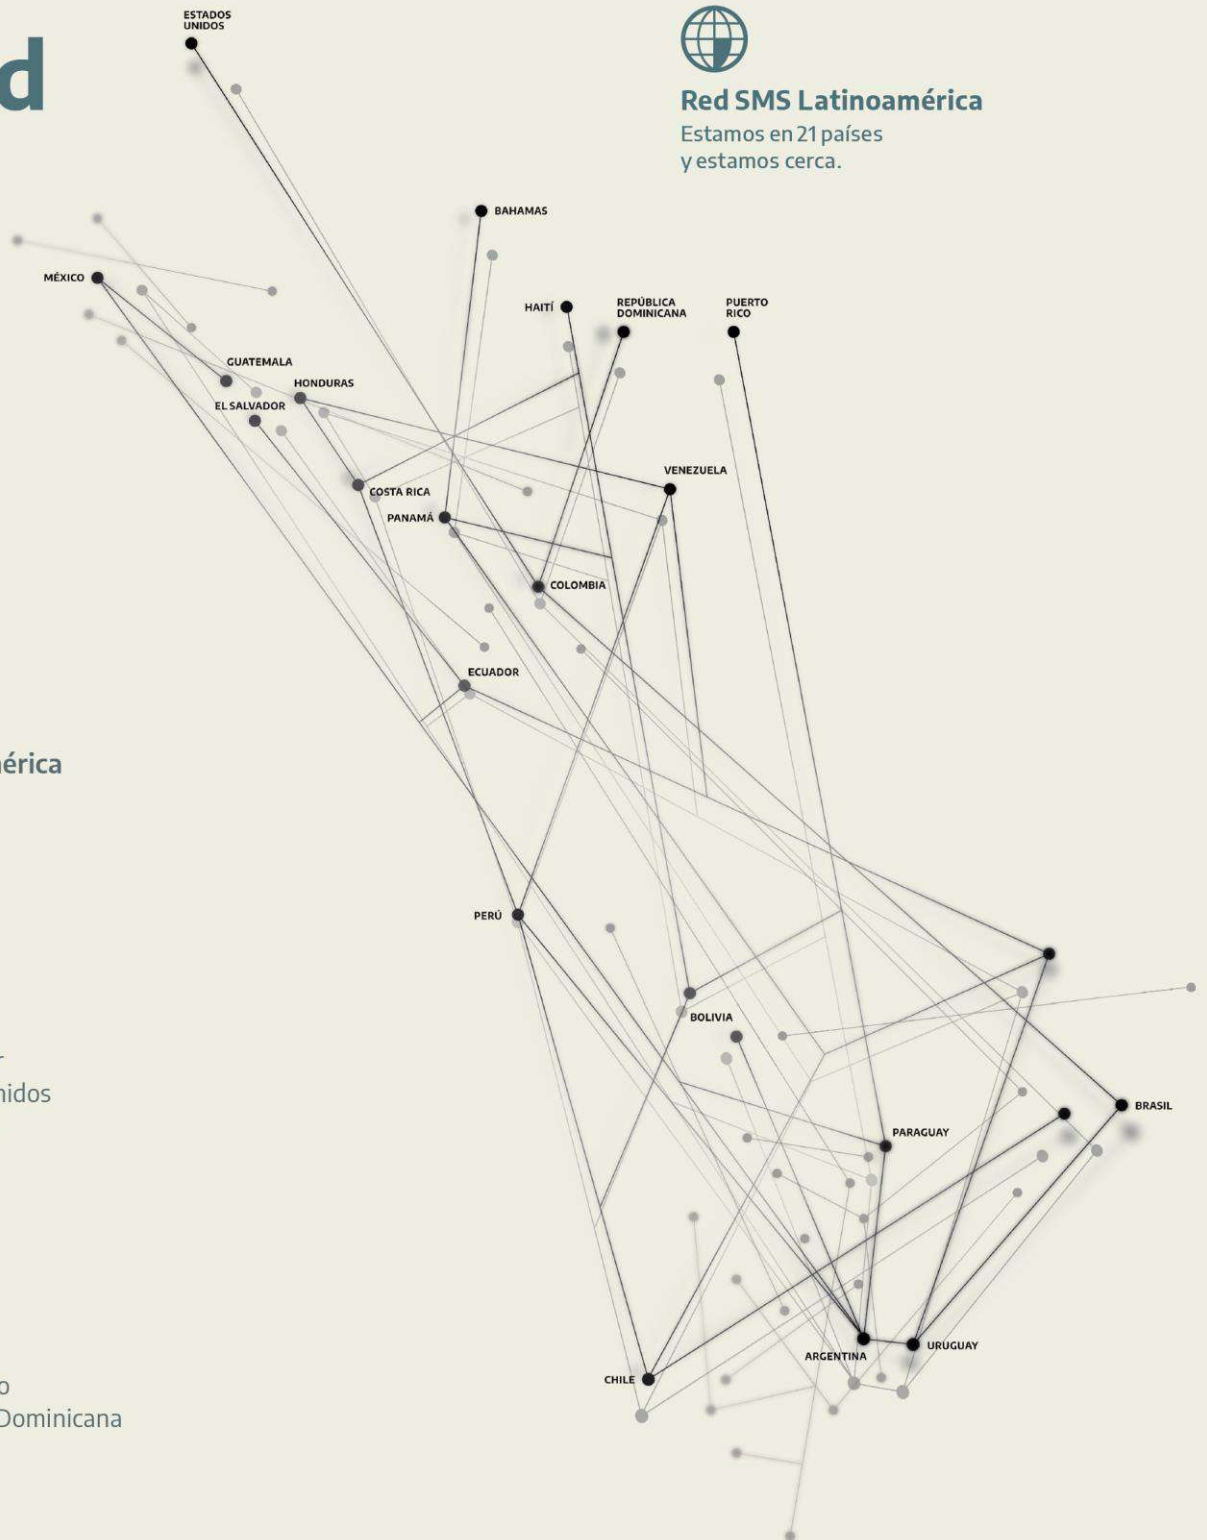 d
ESTADOS
UNIDOS
Red SMS Latinoamérica
Estamos en 21 países
y estamos cerca.
BAHAMAS
MÉXICO
HAITÍ
REPÚBLICA
DOMINICANA
PUERTO
RICO
GUATEMALA
HONDURAS
EL SALVADOR
VENEZUELA
COSTA RICA
PANAMÁ
COLOMBIA
ECUADOR
érica
PERÚ
BOLIVIA
r
nidos
BRASIL
PARAGUAY
URUGUAY
ARGENTINA
CHILE
o
Dominicana